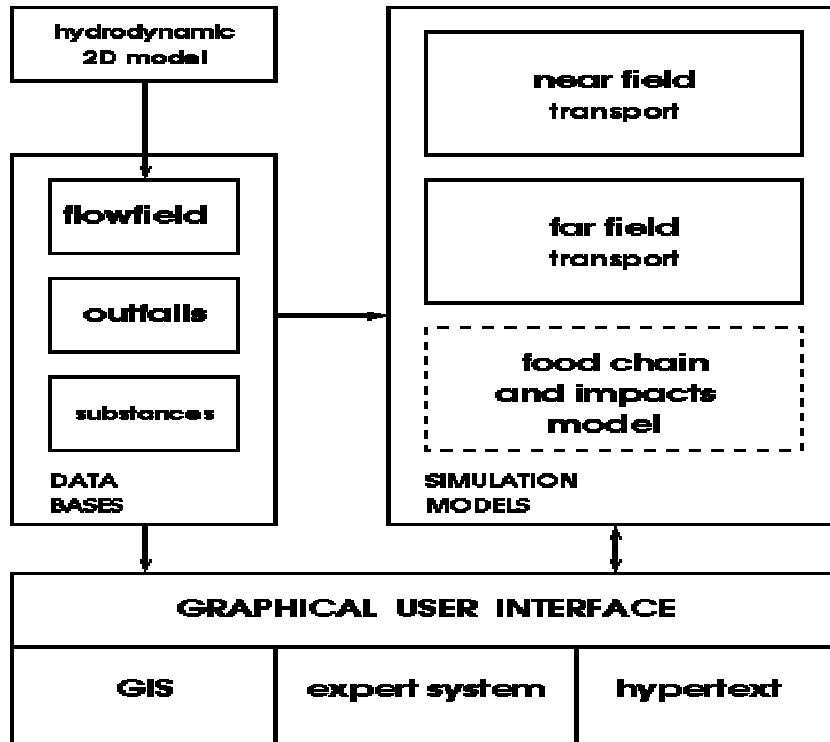 hydrodynamic
2D model
flowfield
outfalls
substances
DATA
BASES
near field
transport
far field
transport
food chain
and impacts
model
SIMULATION
MODELS
GRAPHICAL USER INTERFACE
GIS
expert system
hypertext